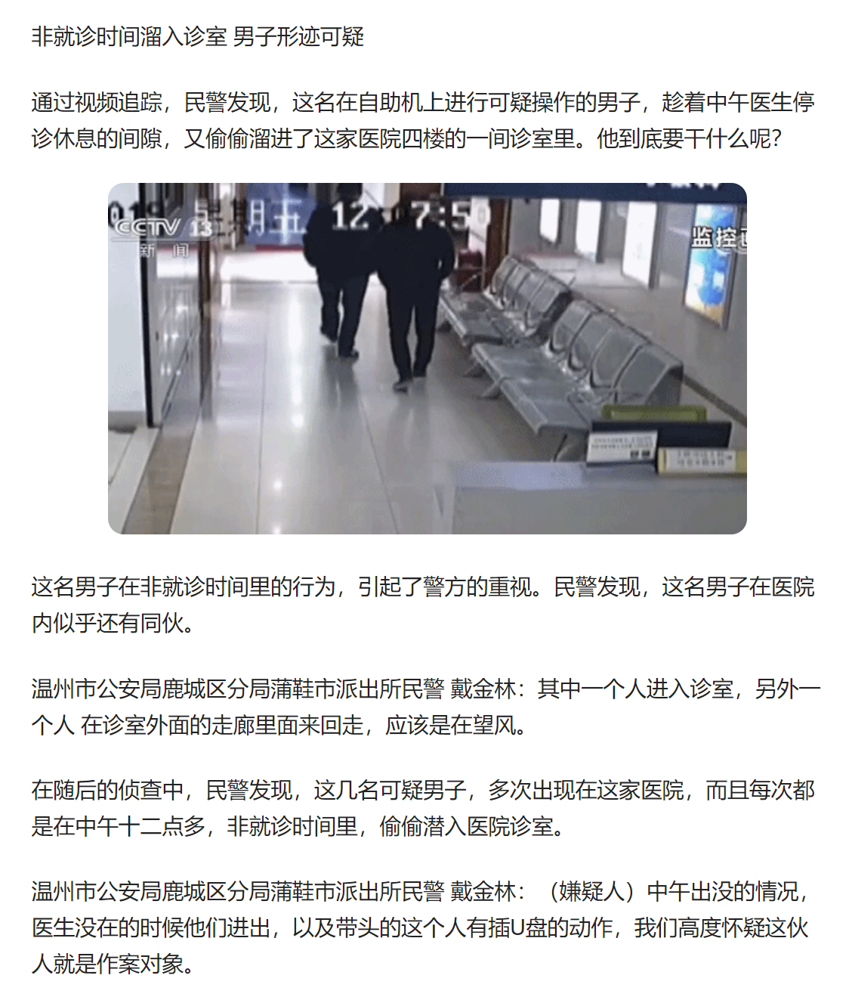 非就诊时间溜入诊室 男子形迹可疑
通过视频追踪，民警发现，这名在自助机上进行可疑操作的男子，趁着中午医生停
诊休息的间隙，又偷偷溜进了这家医院四楼的一间诊室里。他到底要干什么呢？
019 星期五 12 7:50
CCTV 13
新闻
监控
这名男子在非就诊时间里的行为，引起了警方的重视。民警发现，这名男子在医院
内似乎还有同伙。
温州市公安局鹿城区分局蒲鞋市派出所民警 戴金林：其中一个人进入诊室，另外一
个人 在诊室外面的走廊里面来回走，应该是在望风。
在随后的侦查中，民警发现，这几名可疑男子，多次出现在这家医院，而且每次都
是在中午十二点多，非就诊时间里，偷偷潜入医院诊室。
温州市公安局鹿城区分局蒲鞋市派出所民警 戴金林：（嫌疑人）中午出没的情况，
医生没在的时候他们进出，以及带头的这个人有插U盘的动作，我们高度怀疑这伙
人就是作案对象。